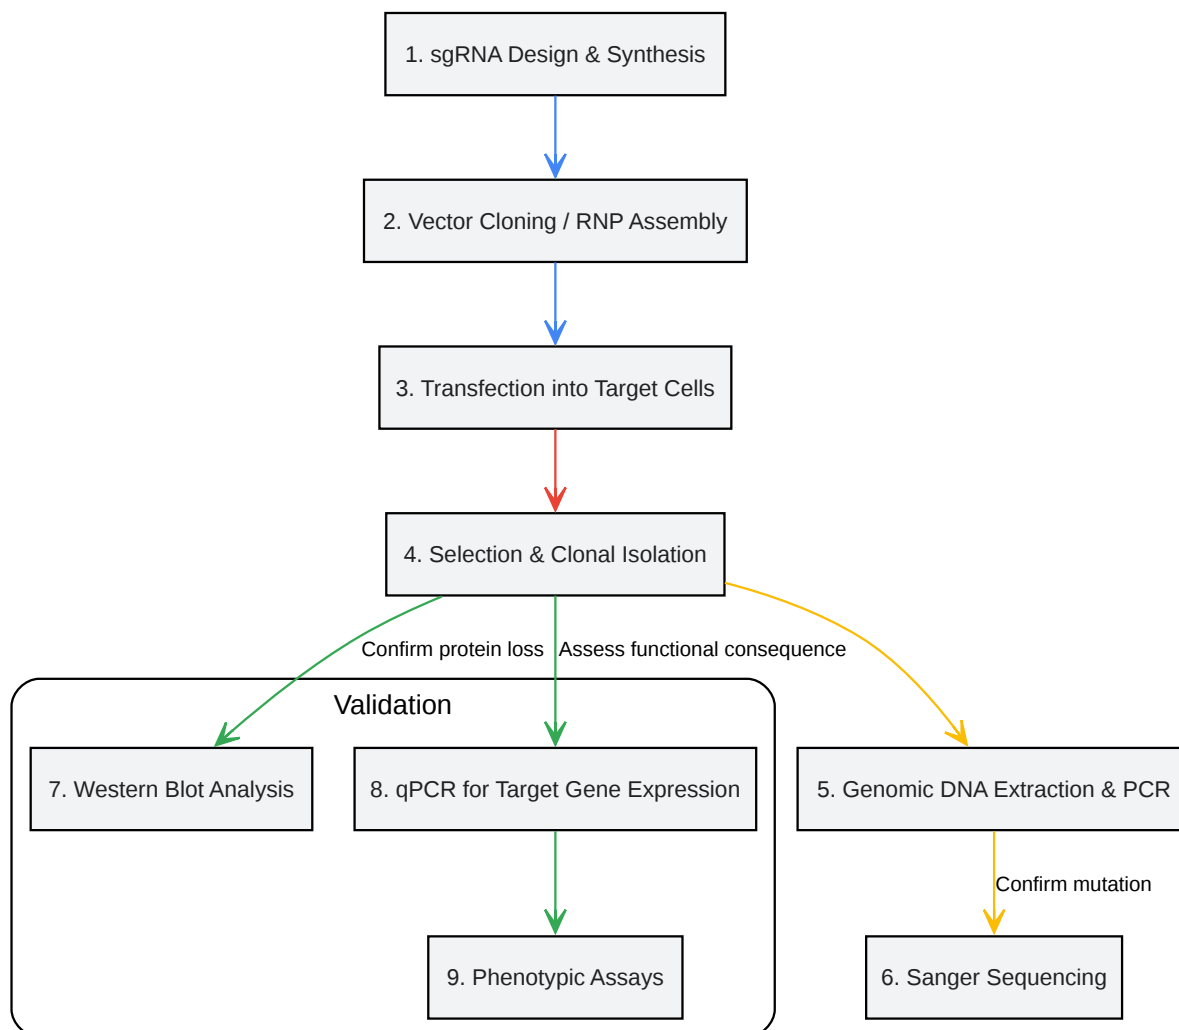 1. sgRNA Design & Synthesis
2. Vector Cloning / RNP Assembly
3. Transfection into Target Cells
4. Selection & Clonal Isolation
Confirm protein loss
Assess functional consequence
Validation
7. Western Blot Analysis
8. qPCR for Target Gene Expression
5. Genomic DNA Extraction & PCR
Confirm mutation
9. Phenotypic Assays
6. Sanger Sequencing